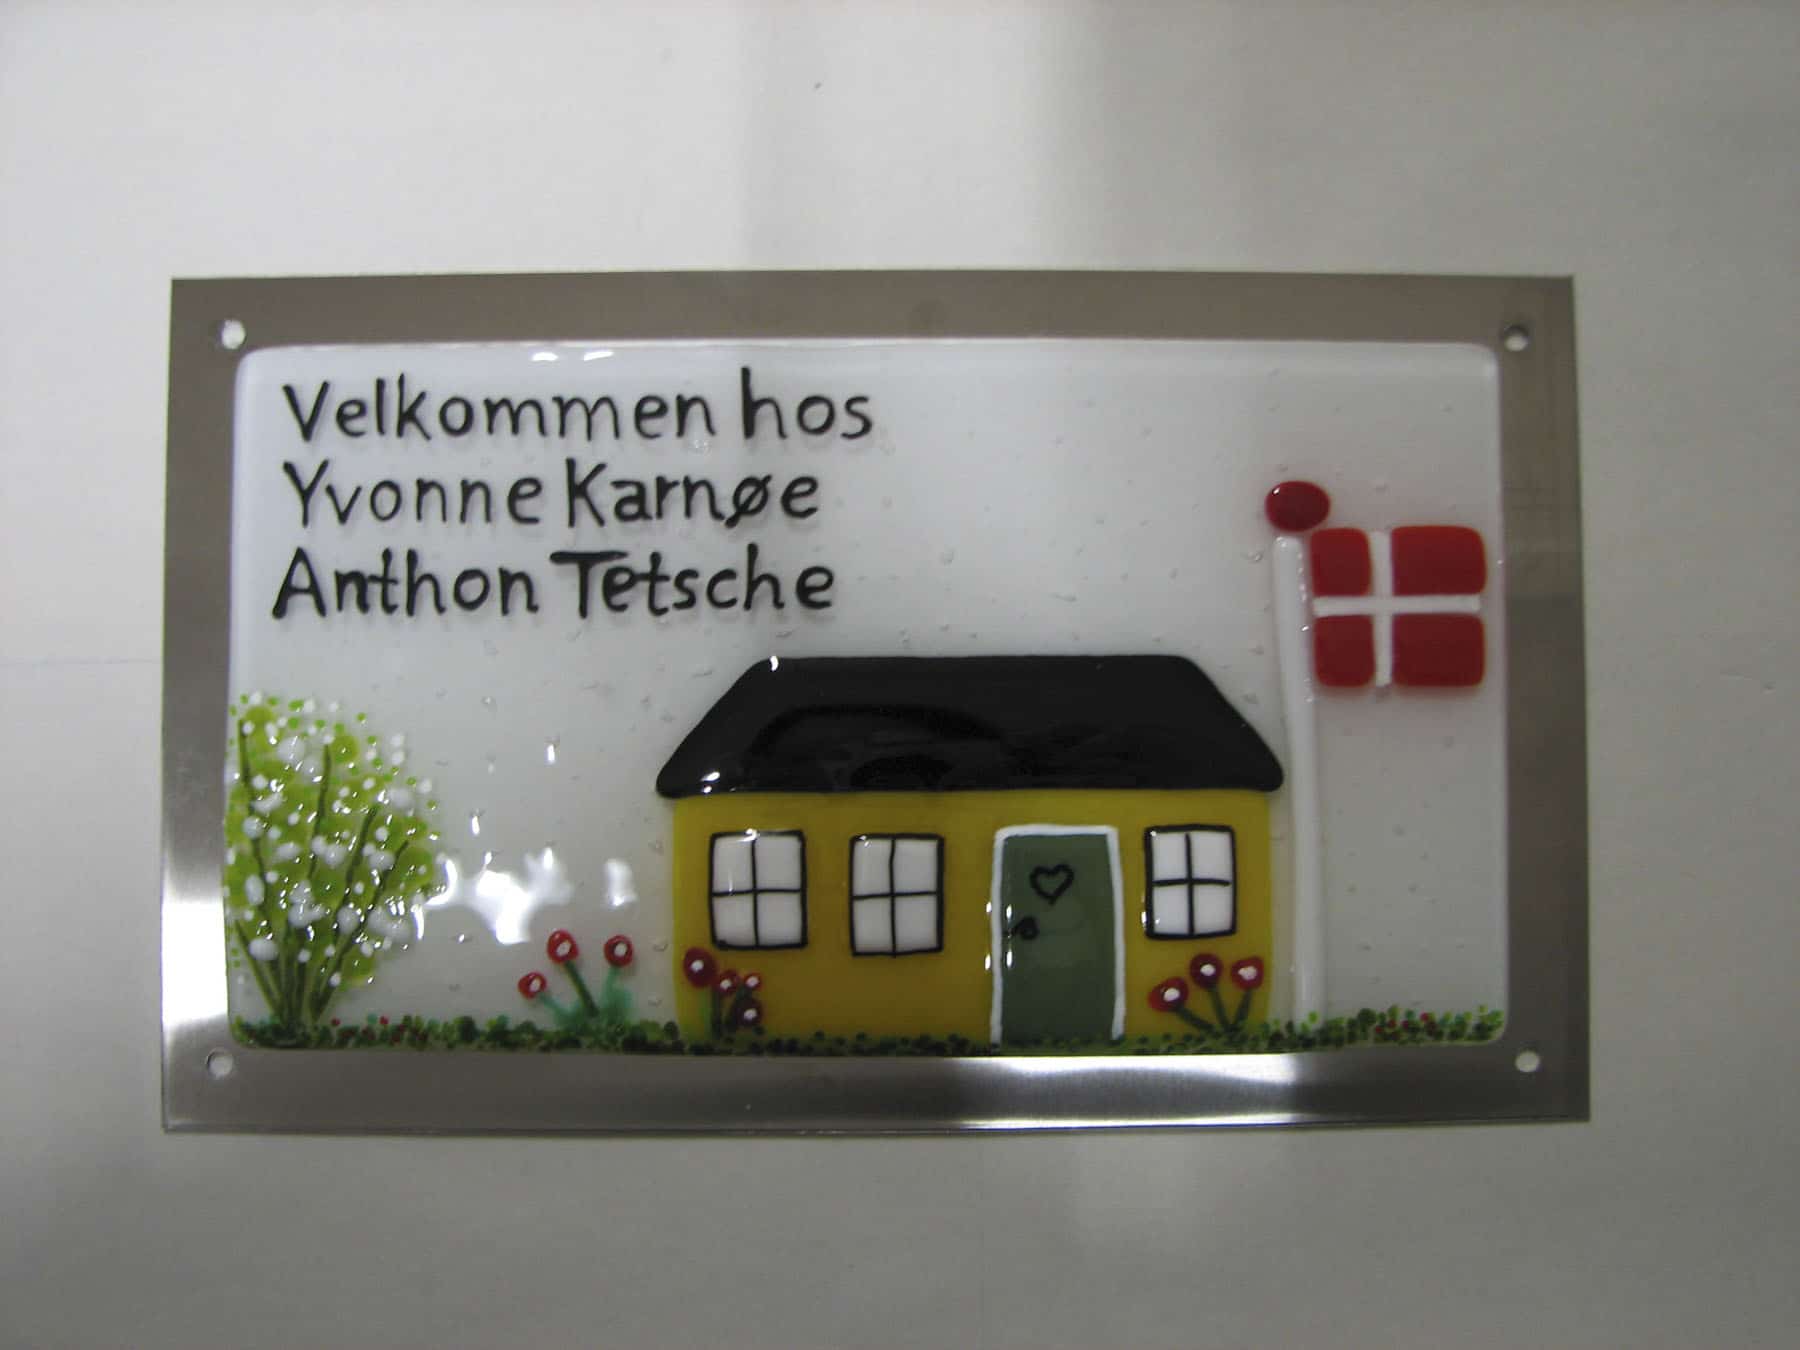 Velkommen hos
Yvonne Karnøe
Anthon Tetsche